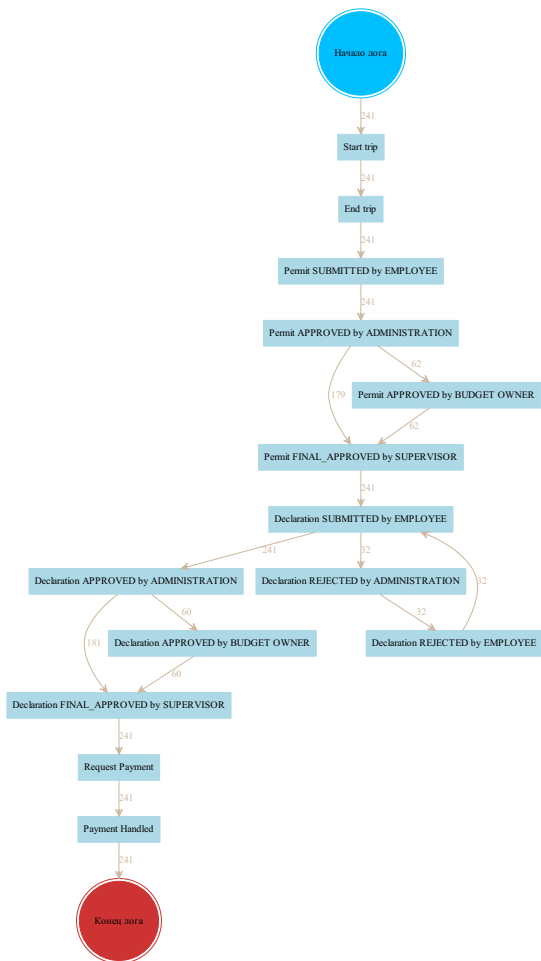 Начало лога
241
Start trip
241
End trip
241
Permit SUBMITTED by EMPLOYEE
241
Permit APPROVED by ADMINISTRATION
62
179
Permit APPROVED by BUDGET OWNER
62
Permit FINAL_APPROVED by SUPERVISOR
241
Declaration SUBMITTED by EMPLOYEE
241
32
Declaration APPROVED by ADMINISTRATION
Declaration REJECTED by ADMINISTRATION
32
60
32
181
Declaration APPROVED by BUDGET OWNER
Declaration REJECTED by EMPLOYEE
60
Declaration FINAL_APPROVED by SUPERVISOR
241
Request Payment
241
Payment Handled
241
Конец лога